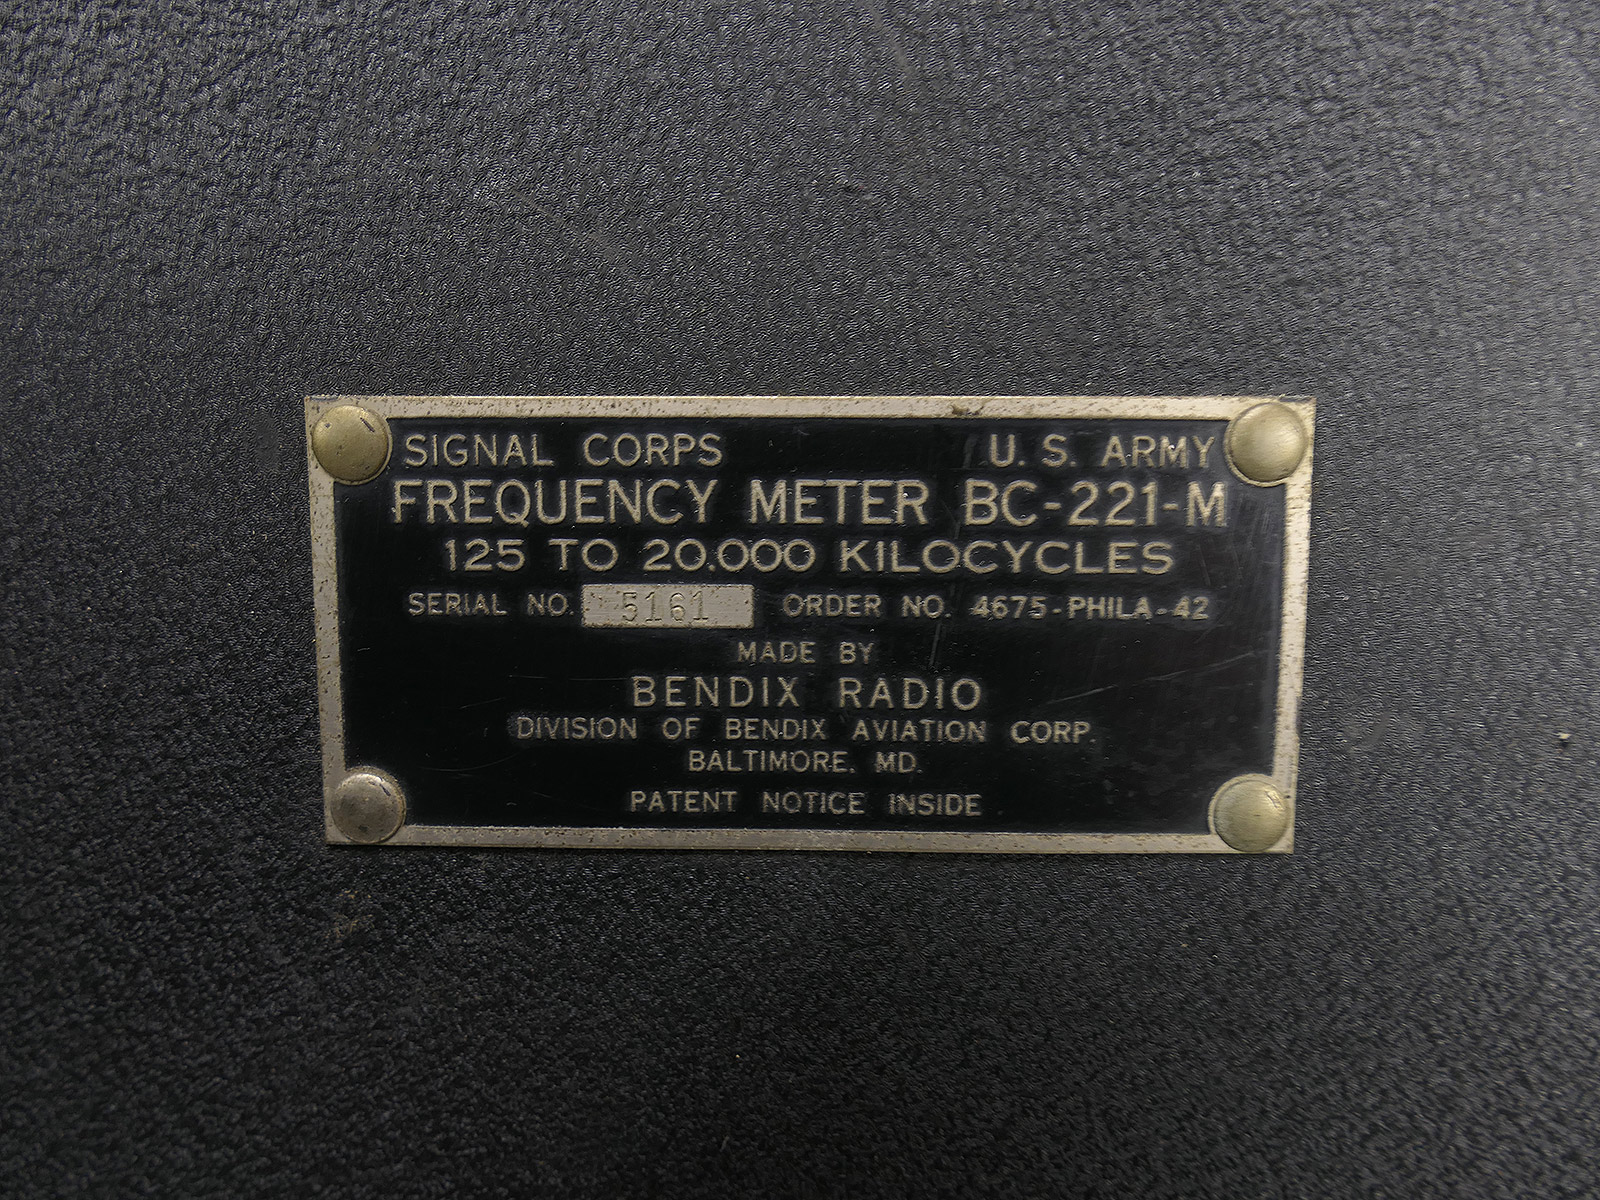 SIGNAL CORPS U. S. ARMY
FREQUENCY METER BC-221-M
125 TO 20.000 KILOCYCLES
SERIAL NO. 5161 ORDER NO. 4675-PHILA-42
MADE BY
BENDIX RADIO
DIVISION OF BENDIX AVIATION CORP.
BALTIMORE. MD.
PATENT NOTICE INSIDE